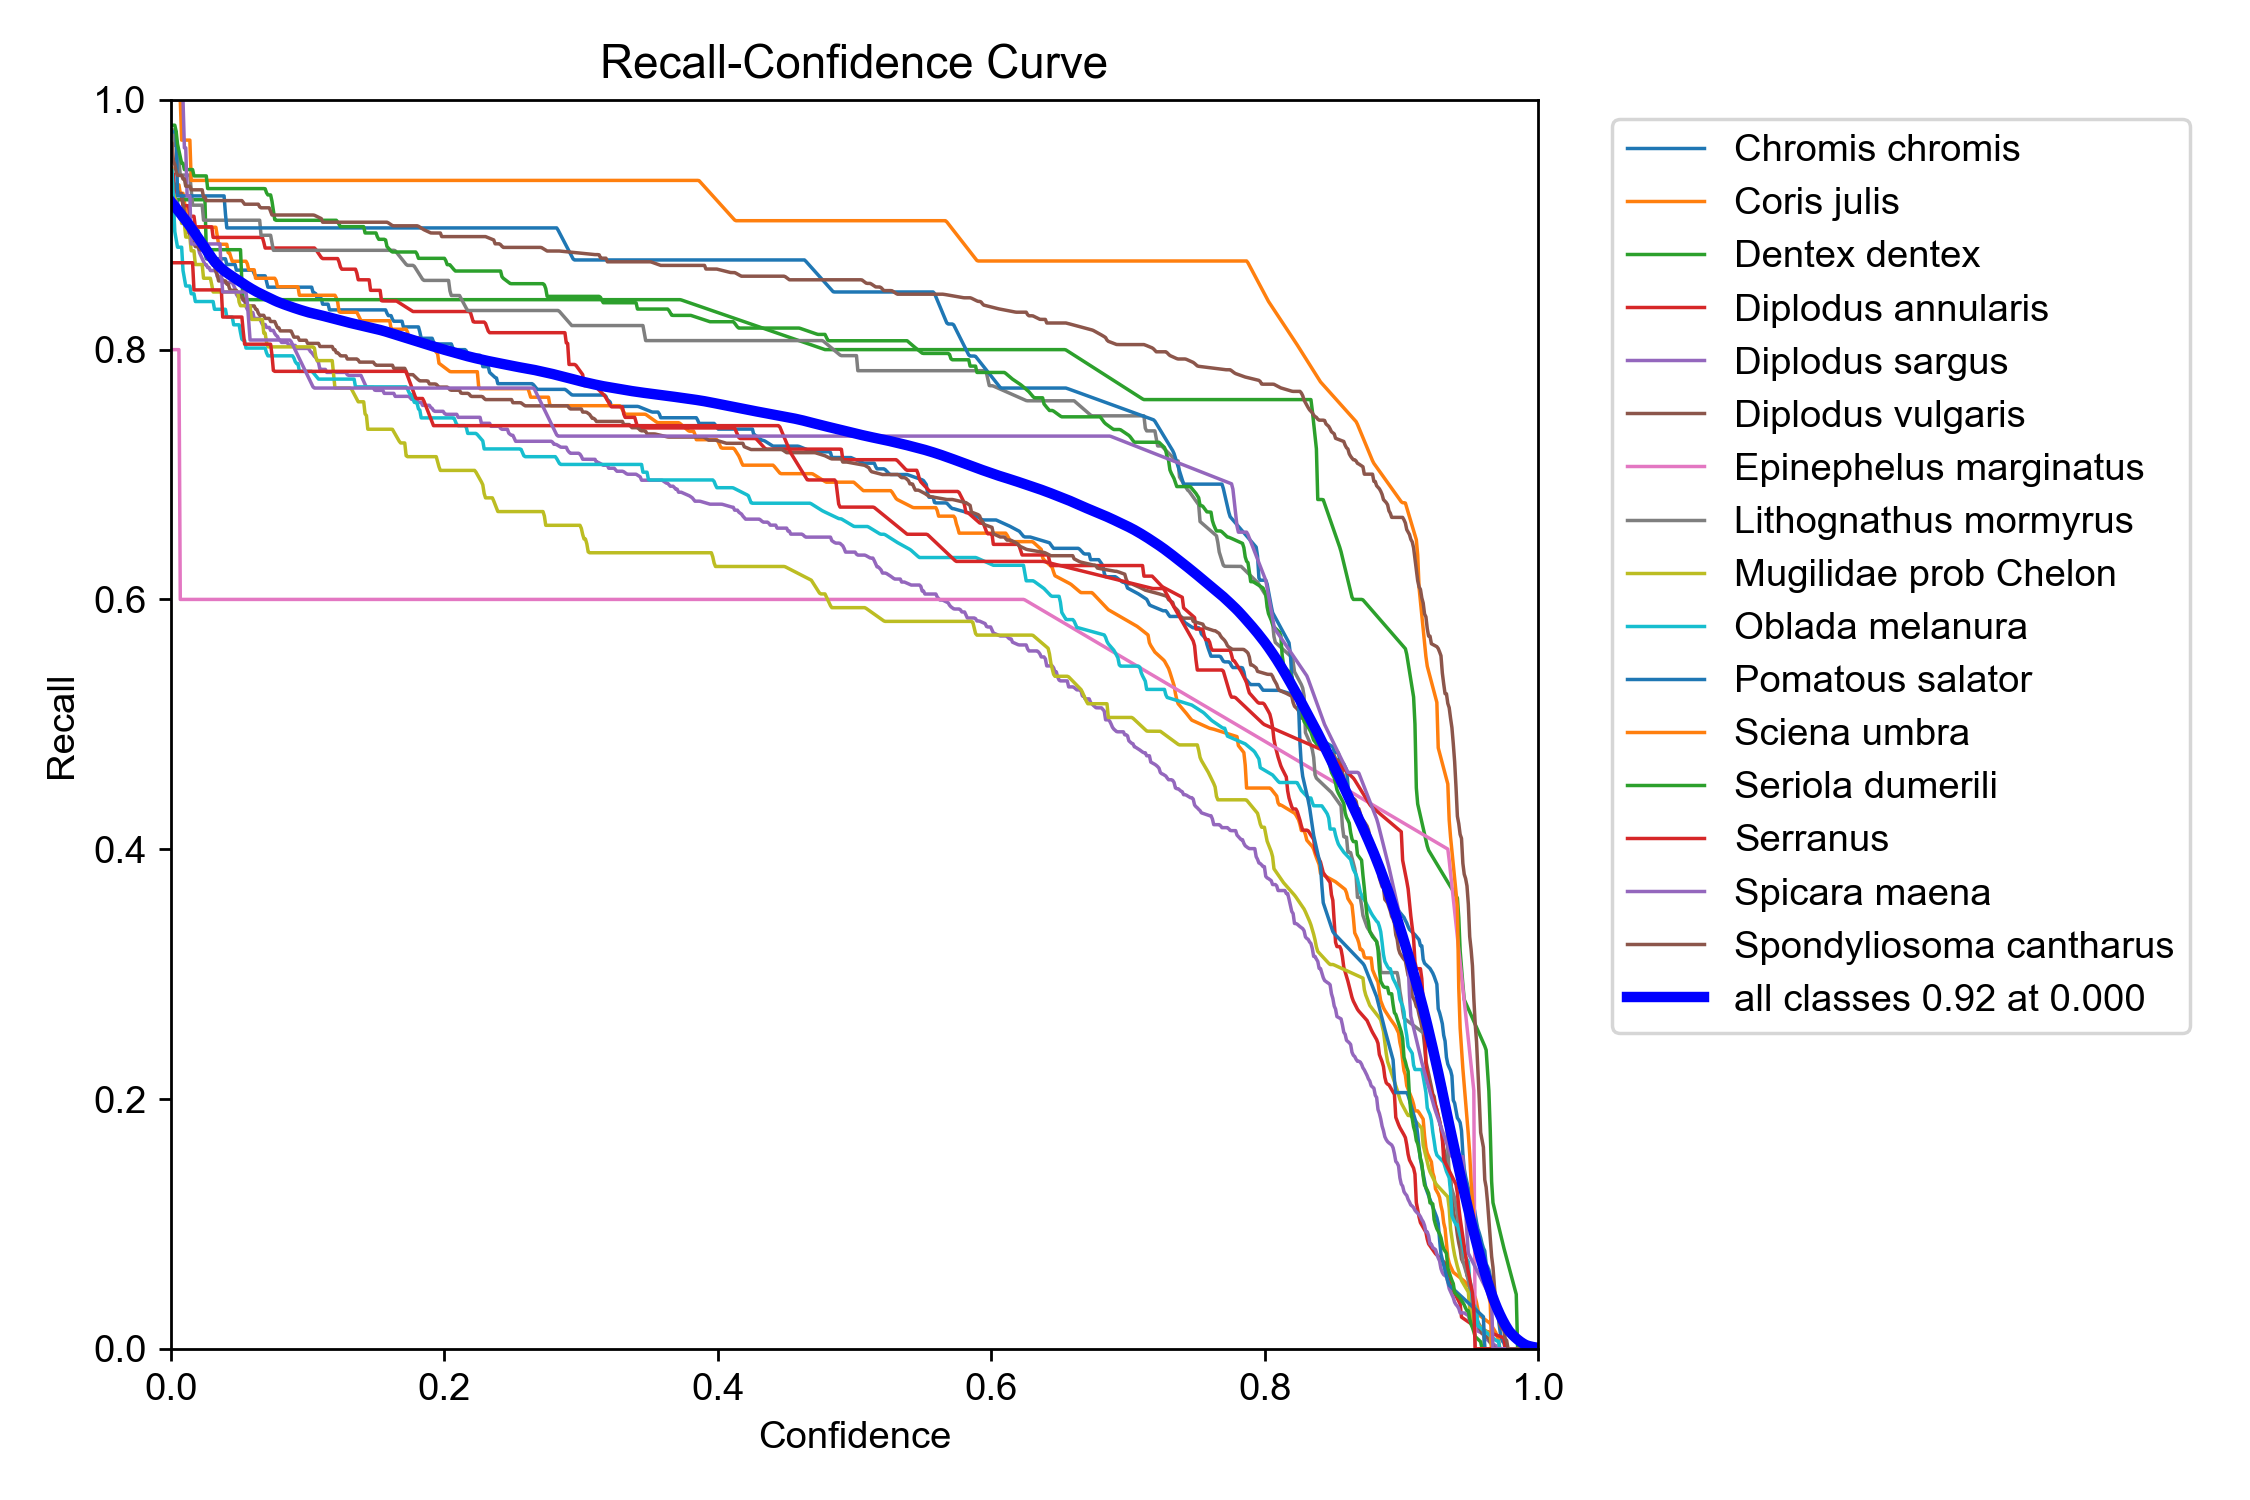 Recall-Confidence Curve
1.0
0.8
0.6
0.4
0.2
0.0
Recall
0.0 0.2 0.4 0.6 0.8 1.0
Confidence
Chromis chromis
Coris julis
Dentex dentex
Diplodus annularis
Diplodus sargus
Diplodus vulgaris
Epinephelus marginatus
Lithognathus mormyrus
Mugilidae prob Chelon
Oblada melanura
Pomatous salator
Sciena umbra
Seriola dumerili
Serranus
Spicara maena
Spondyliosoma cantharus
all classes 0.92 at 0.000